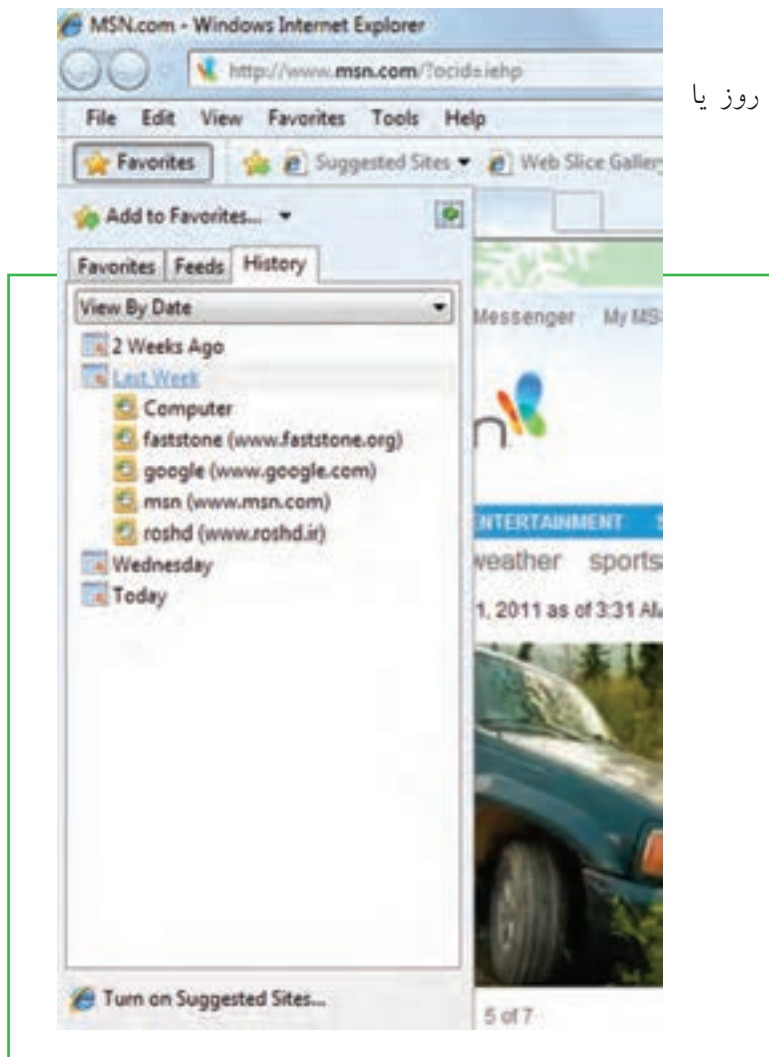 MSN.com - Windows Internet Explorer
http://www.msn.com/?ocid=iehp
روز یا
File Edit View Favorites Tools Help
Favorites Suggested Sites Web Slice Gallery
Add to Favorites...
Favorites Feeds History
View By Date
Messenger My MS
2 Weeks Ago
Last Week
Computer
faststone (www.faststone.org)
google (www.google.com)
msn (www.msn.com)
roshd (www.roshd.ir)
ENTERTAINMENT
Wednesday
weather sports
Today
1, 2011 as of 3:31 AM
Turn on Suggested Sites...
5 of 7